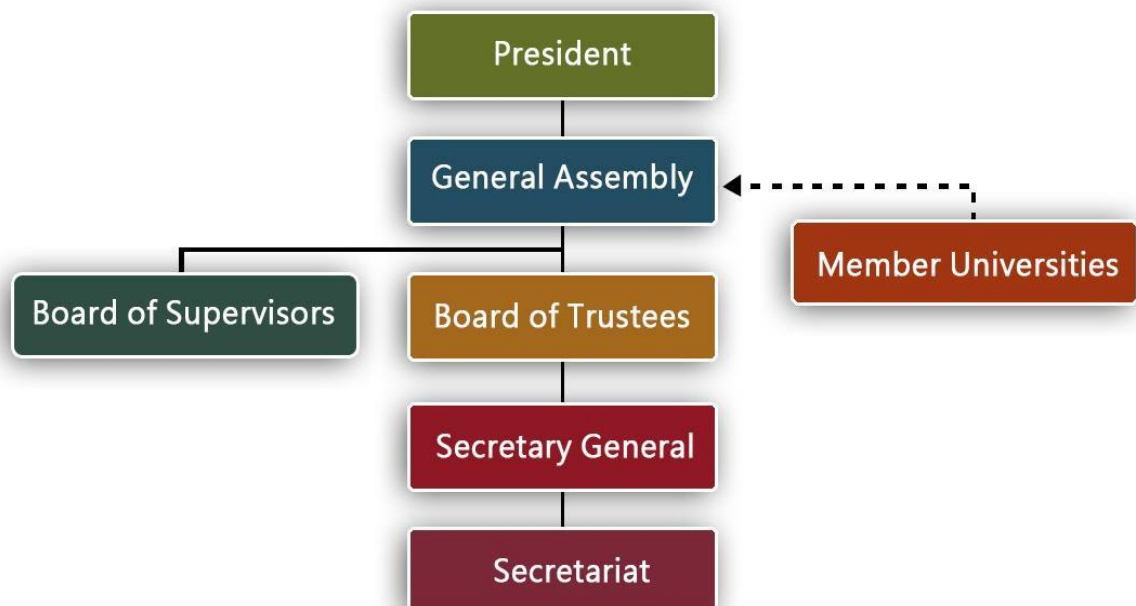 President
General Assembly
Member Universities
Board of Supervisors
Board of Trustees
Secretary General
Secretariat